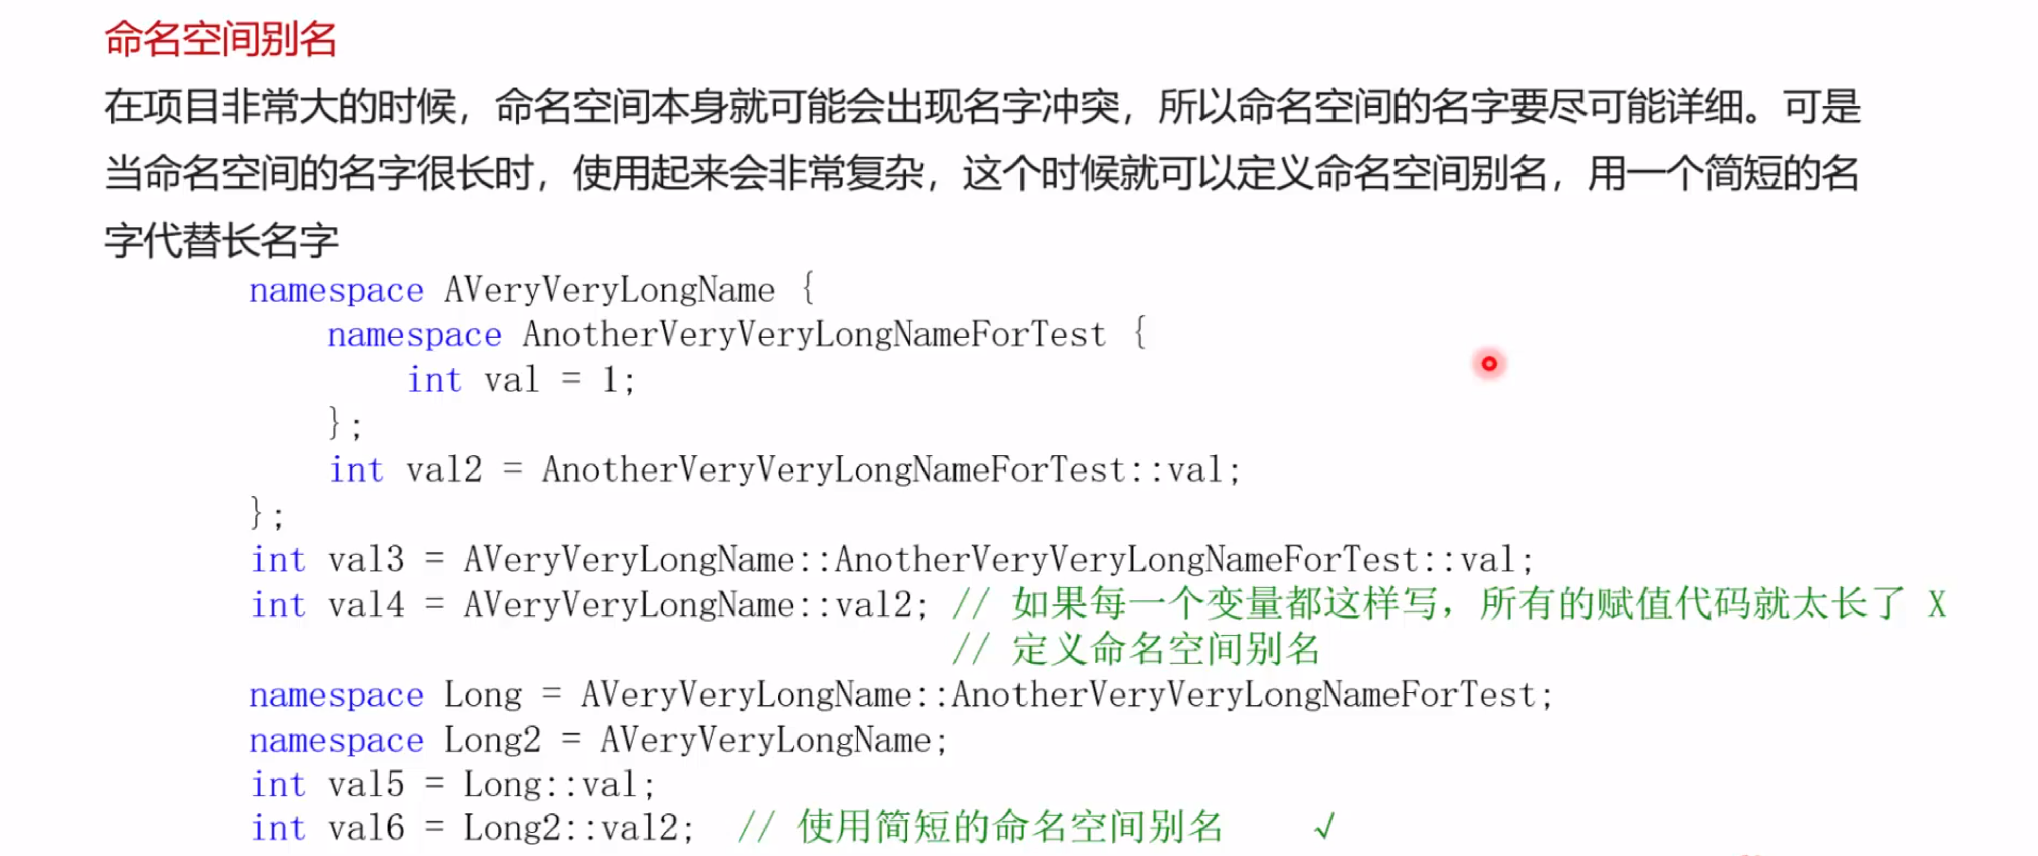 命名空间别名
在项目非常大的时候，命名空间本身就可能会出现名字冲突，所以命名空间的名字要尽可能详细。可是
当命名空间的名字很长时，使用起来会非常复杂，这个时候就可以定义命名空间别名，用一个简短的名
字代替长名字
namespace AVeryVeryLongName {
namespace AnotherVeryVeryLongNameForTest {
int val = 1;
};
int val2 = AnotherVeryVeryLongNameForTest::val;
};
int val3 = AVeryVeryLongName::AnotherVeryVeryLongNameForTest::val;
int val4 = AVeryVeryLongName::val2; // 如果每一个变量都这样写，所有的赋值代码就太长了 X
// 定义命名空间别名
namespace Long = AVeryVeryLongName::AnotherVeryVeryLongNameForTest;
namespace Long2 = AVeryVeryLongName;
int val5 = Long::val;
int val6 = Long2::val2; // 使用简短的命名空间别名 √